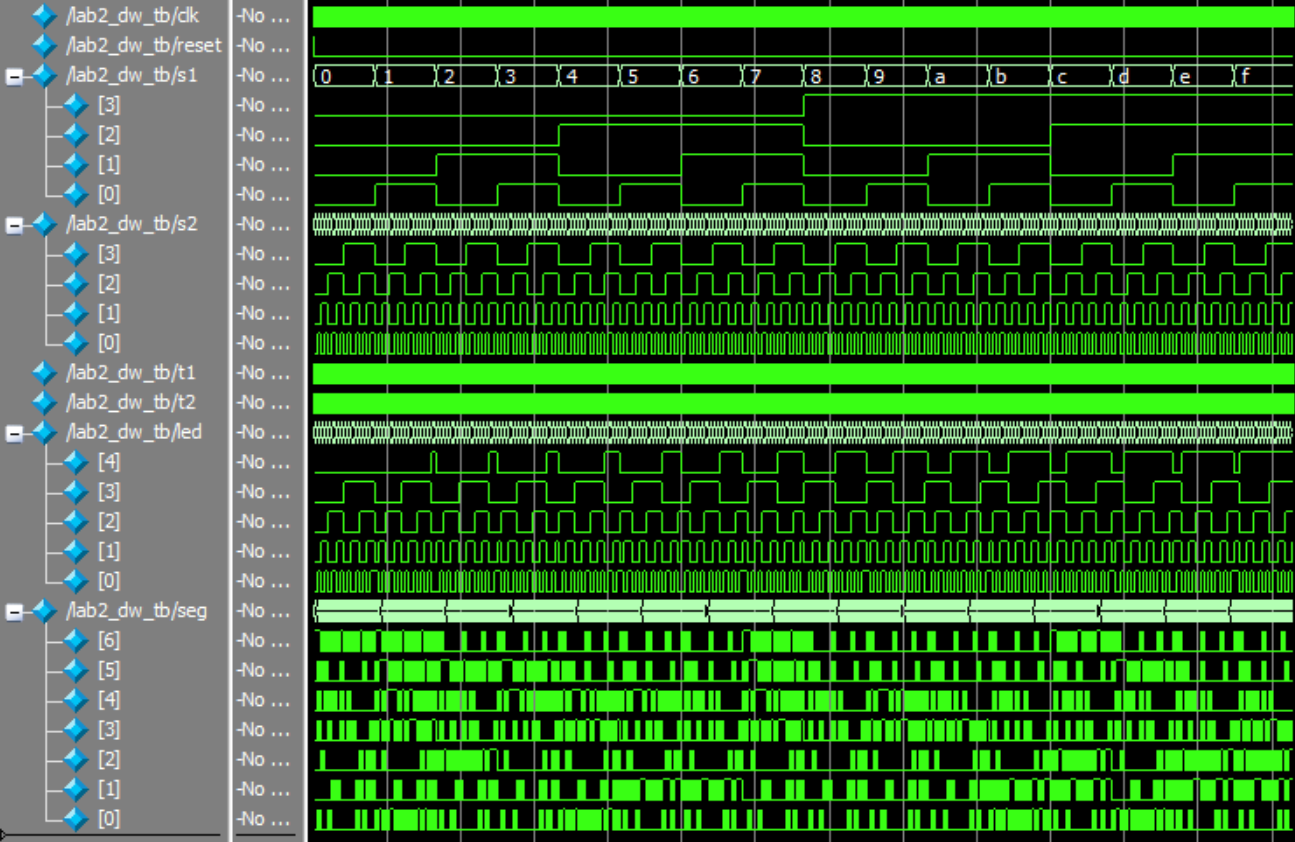 /lab2_dw_tb/clk -No ...
/lab2_dw_tb/reset -No ...
/lab2_dw_tb/s1 -No ... 0 1 2 3 4 5 6 7 8 9 a b c d e f
[3] -No ...
[2] -No ...
[1] -No ...
[0] -No ...
/lab2_dw_tb/s2 -No ...
[3] -No ...
[2] -No ...
[1] -No ...
[0] -No ...
/lab2_dw_tb/t1 -No ...
/lab2_dw_tb/t2 -No ...
/lab2_dw_tb/led -No ...
[4] -No ...
[3] -No ...
[2] -No ...
[1] -No ...
[0] -No ...
/lab2_dw_tb/seg -No ...
[6] -No ...
[5] -No ...
[4] -No ...
[3] -No ...
[2] -No ...
[1] -No ...
[0] -No ...